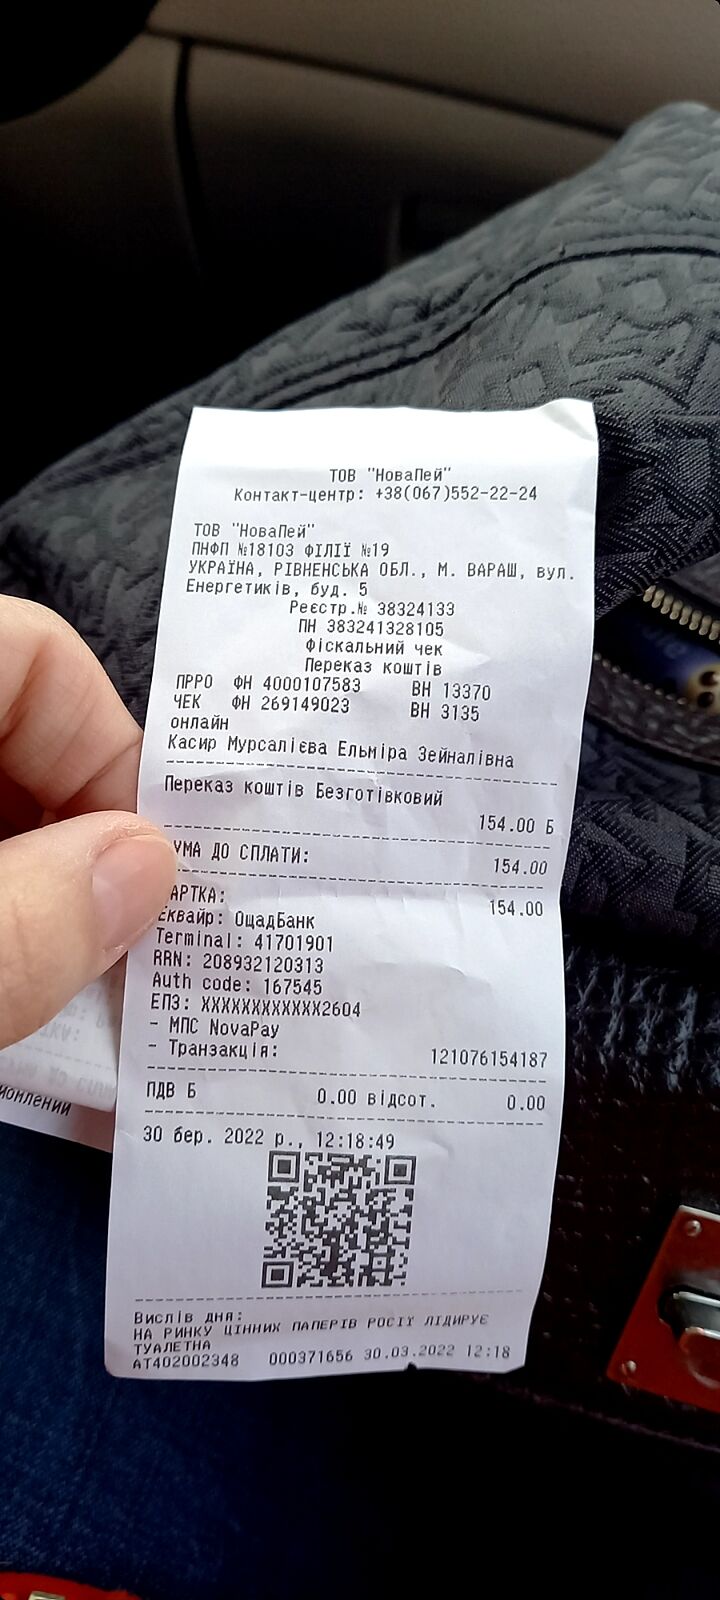 ТОВ "НоваПей"
Контакт-центр: +38(067)552-22-24
ТОВ "НоваПей"
ПНФП №18103 ФІЛІЇ №19
УКРАЇНА, РІВНЕНСЬКА ОБЛ., М. ВАРАШ, вул.
Енергетиків, буд. 5
Реєстр.№ 38324133
ПН 383241328105
Фіскальний чек
Переказ коштів
ПРРО ФН 4000107583 ВН 13370
ЧЕК ФН 269149023 ВН 3135
онлайн
Касир Мурсалієва Ельміра Зейналівна
Переказ коштів Безготівковий
154.00 Б
УМА ДО СПЛАТИ:
154.00
АРТКА:
154.00
Еквайр: ОщадБанк
Terminal: 41701901
RRN: 208932120313
Auth code: 167545
ЕПЗ: XXXXXXXXXXXX2604
- МПС NovaPay
- Транзакція: 121076154187
ПДВ Б 0.00 відсот. 0.00
30 бер. 2022 р., 12:18:49
Вислів дня:
НА РИНКУ ЦІННИХ ПАПЕРІВ РОСІЇ ЛІДИРУЄ
ТУАЛЕТНА
АТ402002348 000371656 30.03.2022 12:18